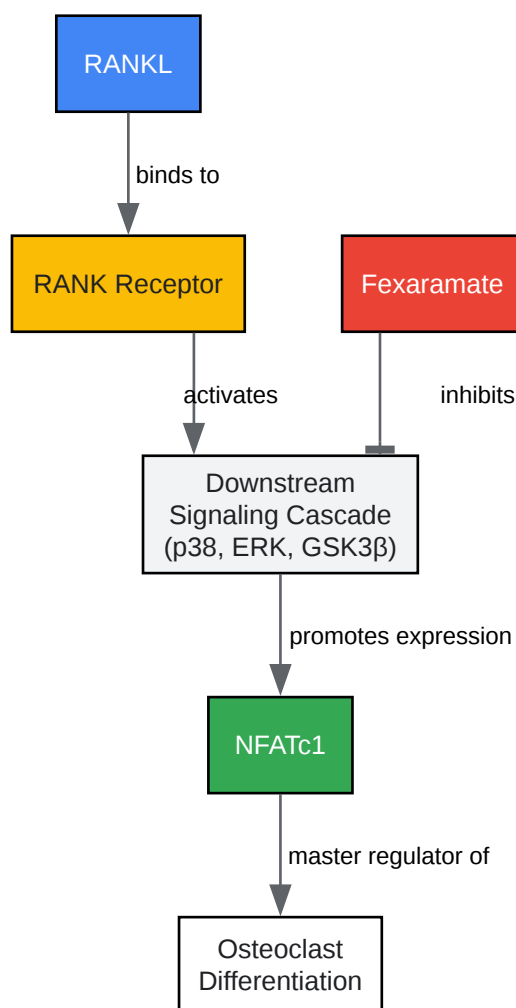 RANKL
binds to
RANK Receptor
Fexaramate
activates
inhibits
Downstream
Signaling Cascade
(p38, ERK, GSK3β)
promotes expression
NFATc1
master regulator of
Osteoclast
Differentiation